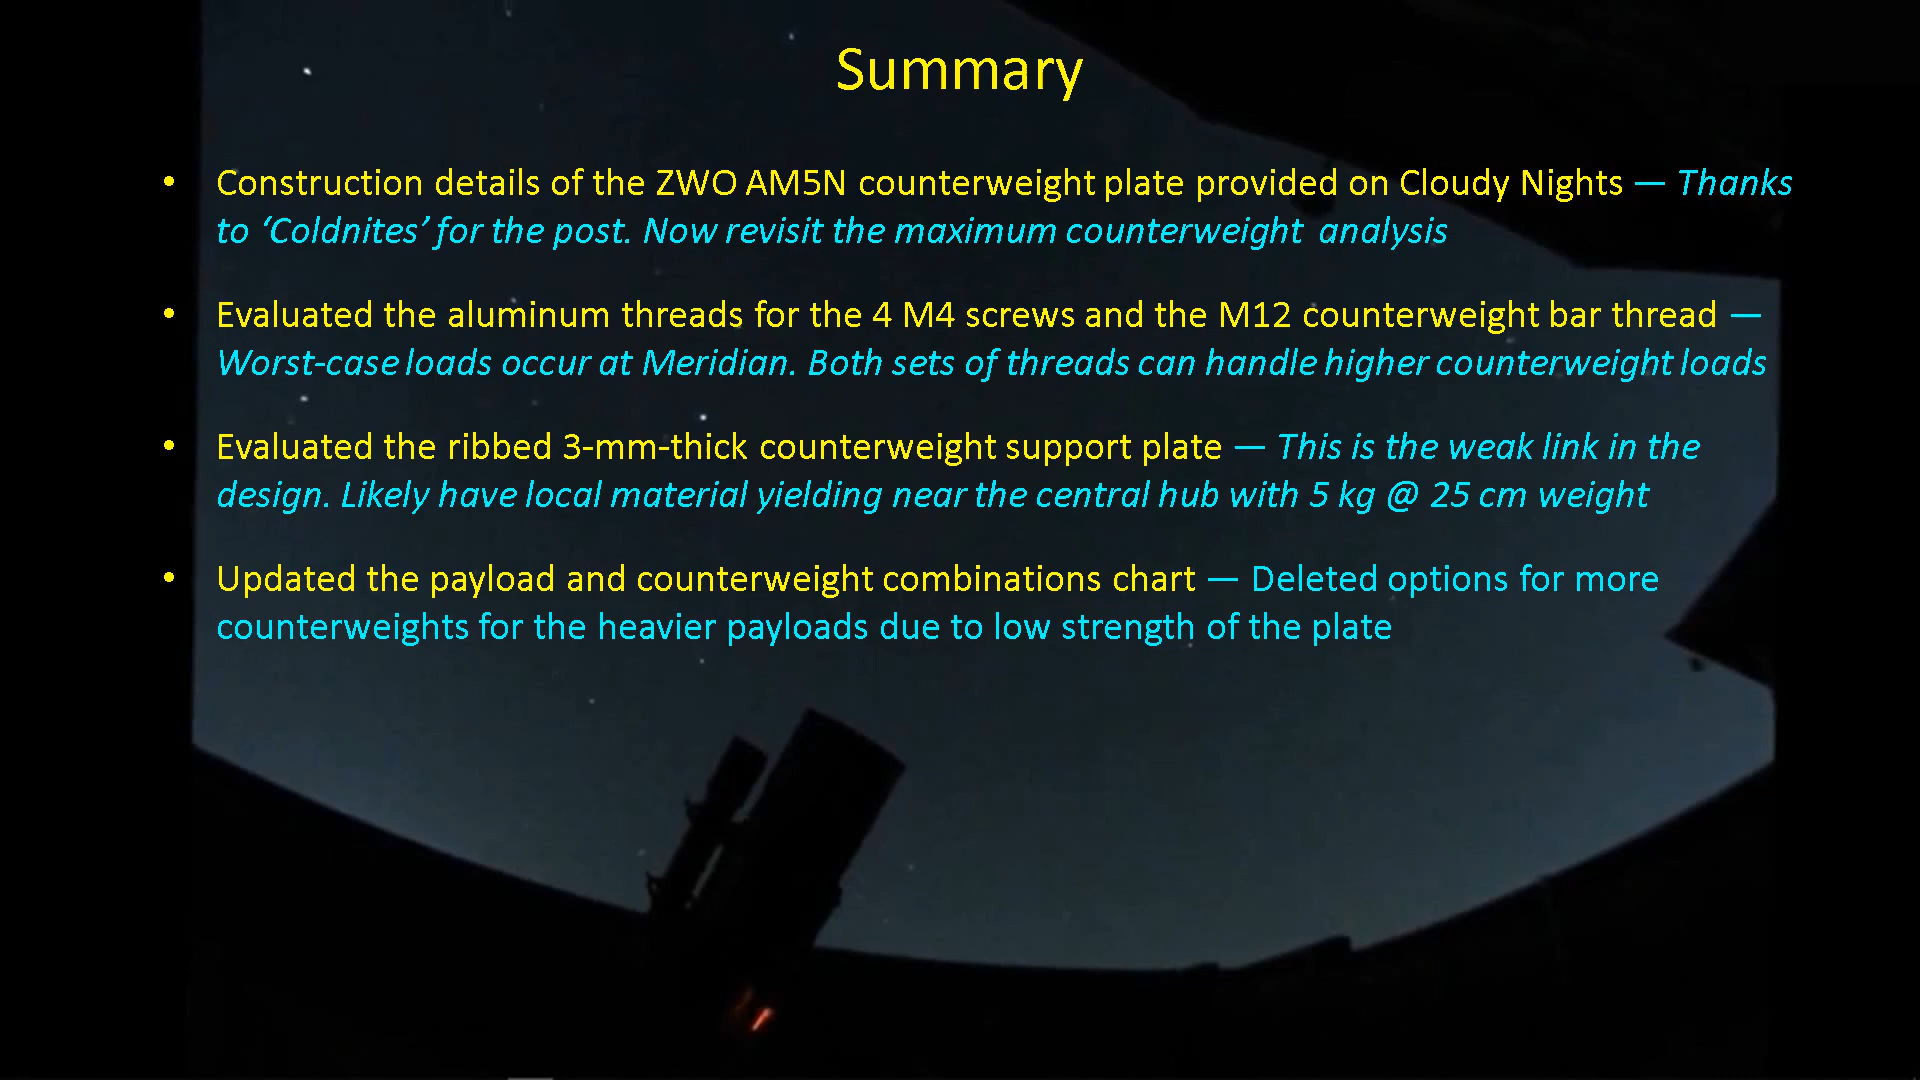 Summary
• Construction details of the ZWO AM5N counterweight plate provided on Cloudy Nights — Thanks
to ‘Coldnites’ for the post. Now revisit the maximum counterweight analysis
• Evaluated the aluminum threads for the 4 M4 screws and the M12 counterweight bar thread —
Worst-case loads occur at Meridian. Both sets of threads can handle higher counterweight loads
• Evaluated the ribbed 3-mm-thick counterweight support plate — This is the weak link in the
design. Likely have local material yielding near the central hub with 5 kg @ 25 cm weight
• Updated the payload and counterweight combinations chart — Deleted options for more
counterweights for the heavier payloads due to low strength of the plate